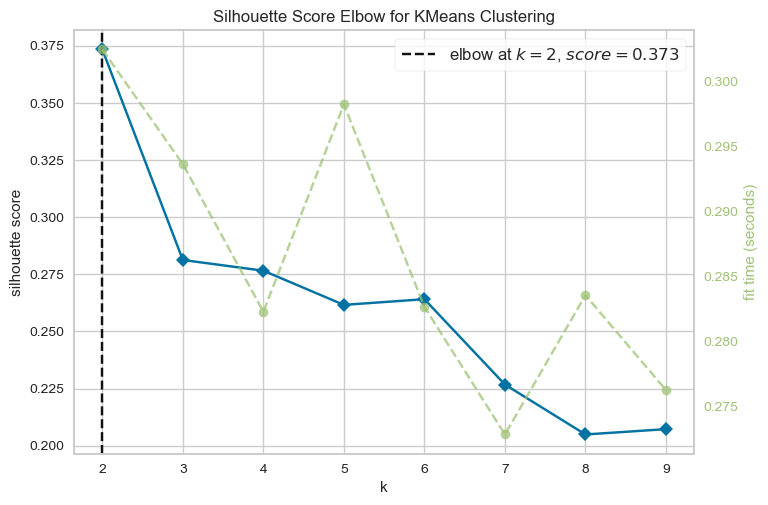 Silhouette Score Elbow for KMeans Clustering
elbow at k = 2, score = 0.373
silhouette score
0.375
0.350
0.325
0.300
0.275
0.250
0.225
0.200
0.300
0.295
0.290
0.285
0.280
0.275
fit time (seconds)
2 3 4 5 6 7 8 9
k